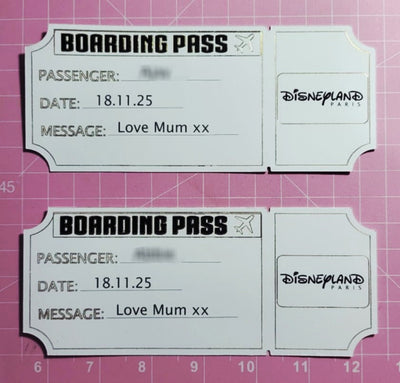 BOARDING PASS
PASSENGER:
DATE: 18.11.25
MESSAGE: Love Mum xx
DISNEYLAND
PARIS
BOARDING PASS
PASSENGER:
DATE: 18.11.25
MESSAGE: Love Mum xx
DISNEYLAND
PARIS
45
6 7 8 9 10 11 12